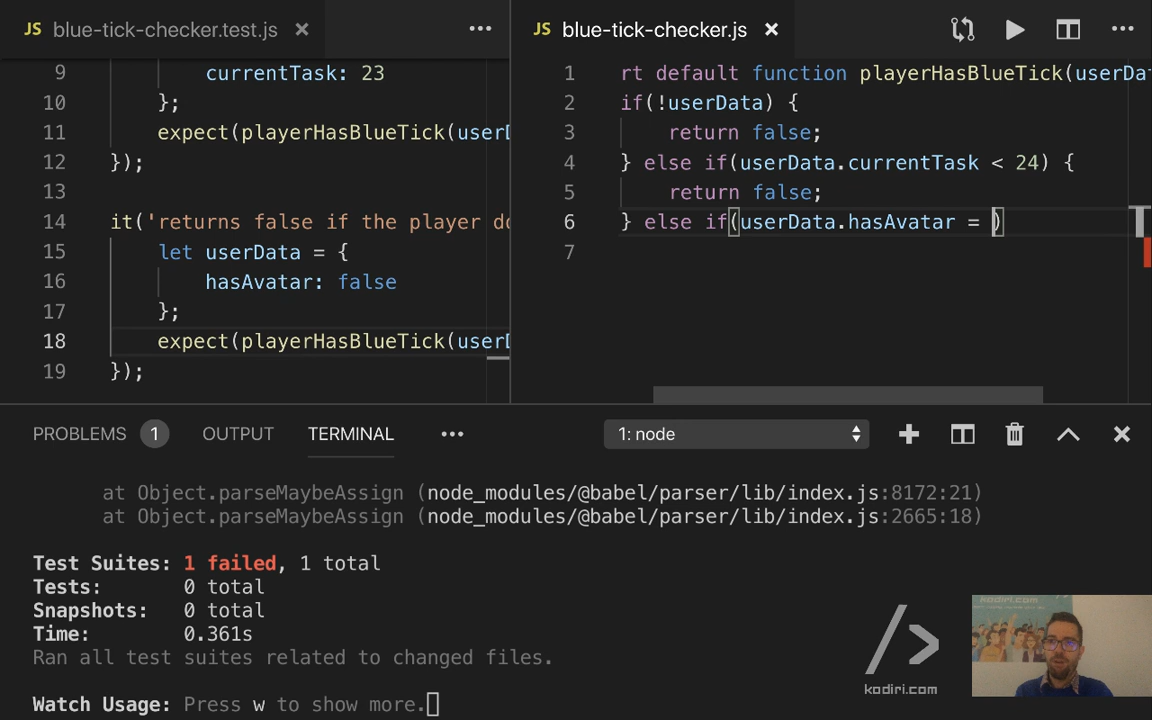 JS blue-tick-checker.test.js ×
9 currentTask: 23
10 };
11 expect(playerHasBlueTick(userD
12 });
13
14 it('returns false if the player do
15 let userData = {
16 hasAvatar: false
17 };
18 expect(playerHasBlueTick(userD
19 });
JS blue-tick-checker.js ×
1 rt default function playerHasBlueTick(userDa
2 if(!userData) {
3 return false;
4 } else if(userData.currentTask < 24) {
5 return false;
6 } else if(userData.hasAvatar = )
7
PROBLEMS 1 OUTPUT TERMINAL ••• 1: node
at Object.parseMaybeAssign (node_modules/@babel/parser/lib/index.js:8172:21)
at Object.parseMaybeAssign (node_modules/@babel/parser/lib/index.js:2665:18)
Test Suites: 1 failed, 1 total
Tests: 0 total
Snapshots: 0 total
Time: 0.361s
Ran all test suites related to changed files.
Watch Usage: Press w to show more.
/>
kodiri.com
kodiri.com